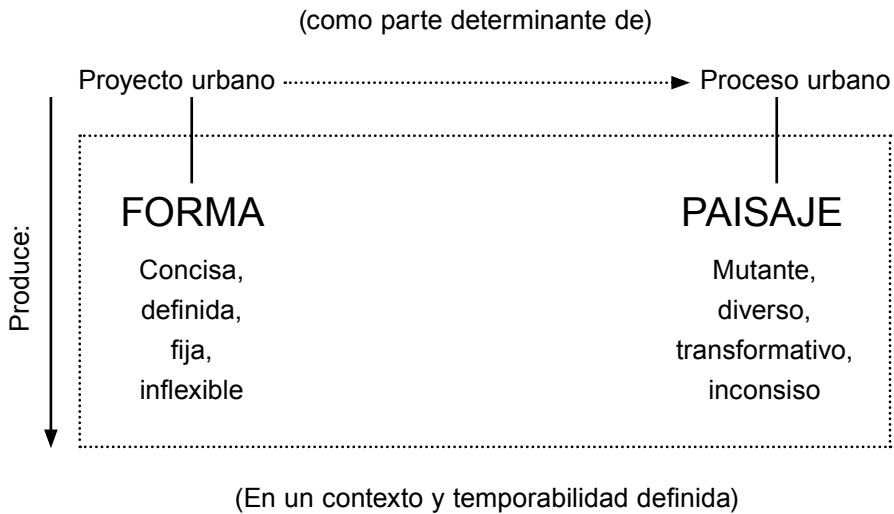 (como parte determinante de)
Proyecto urbano
Proceso urbano
Produce:
FORMA
Concisa,
definida,
fija,
inflexible
PAISAJE
Mutante,
diverso,
transformativo,
inconsiso
(En un contexto y temporabilidad definida)